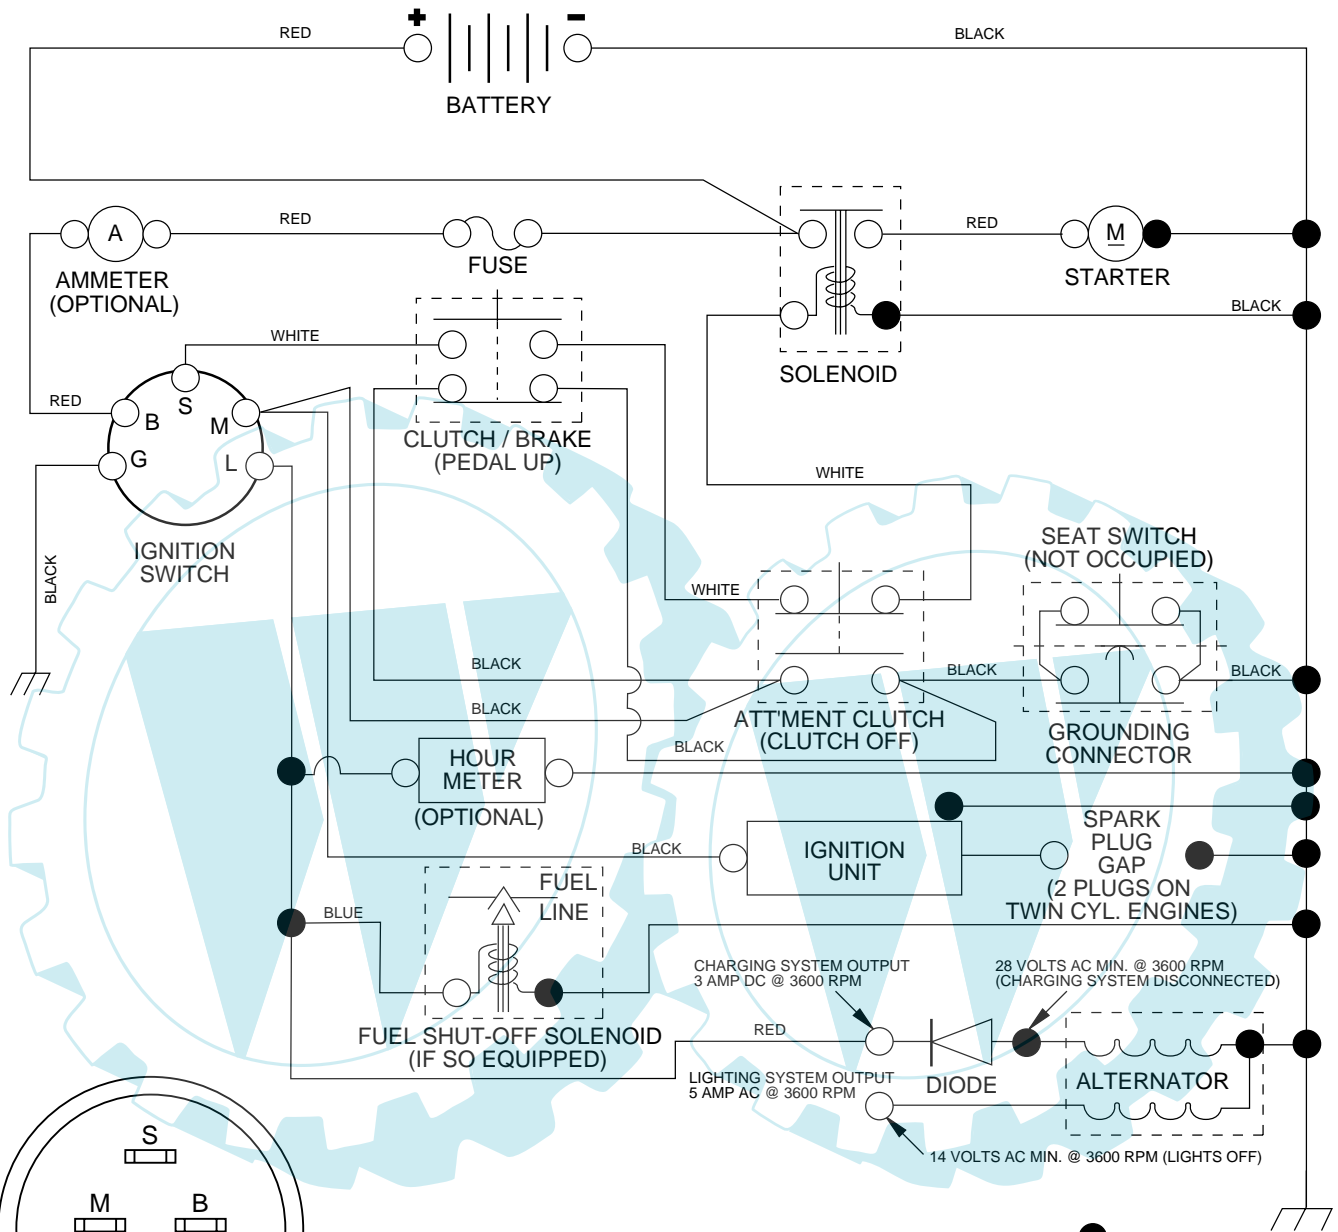 RED
BLACK
BATTERY
A
RED
RED
M
AMMETER
(OPTIONAL)
FUSE
STARTER
BLACK
WHITE
SOLENOID
RED
B
S
M
G
L
CLUTCH / BRAKE
(PEDAL UP)
WHITE
IGNITION
SWITCH
BLACK
SEAT SWITCH
(NOT OCCUPIED)
WHITE
BLACK
BLACK
BLACK
BLACK
ATT'MENT CLUTCH
(CLUTCH OFF)
BLACK
GROUNDING
CONNECTOR
HOUR
METER
(OPTIONAL)
BLACK
IGNITION
UNIT
SPARK
PLUG
GAP
(2 PLUGS ON
TWIN CYL. ENGINES)
FUEL
LINE
BLUE
CHARGING SYSTEM OUTPUT
3 AMP DC @ 3600 RPM
28 VOLTS AC MIN. @ 3600 RPM
(CHARGING SYSTEM DISCONNECTED)
FUEL SHUT-OFF SOLENOID
(IF SO EQUIPPED)
RED
LIGHTING SYSTEM OUTPUT
5 AMP AC @ 3600 RPM
DIODE
ALTERNATOR
14 VOLTS AC MIN. @ 3600 RPM (LIGHTS OFF)
S
M
B